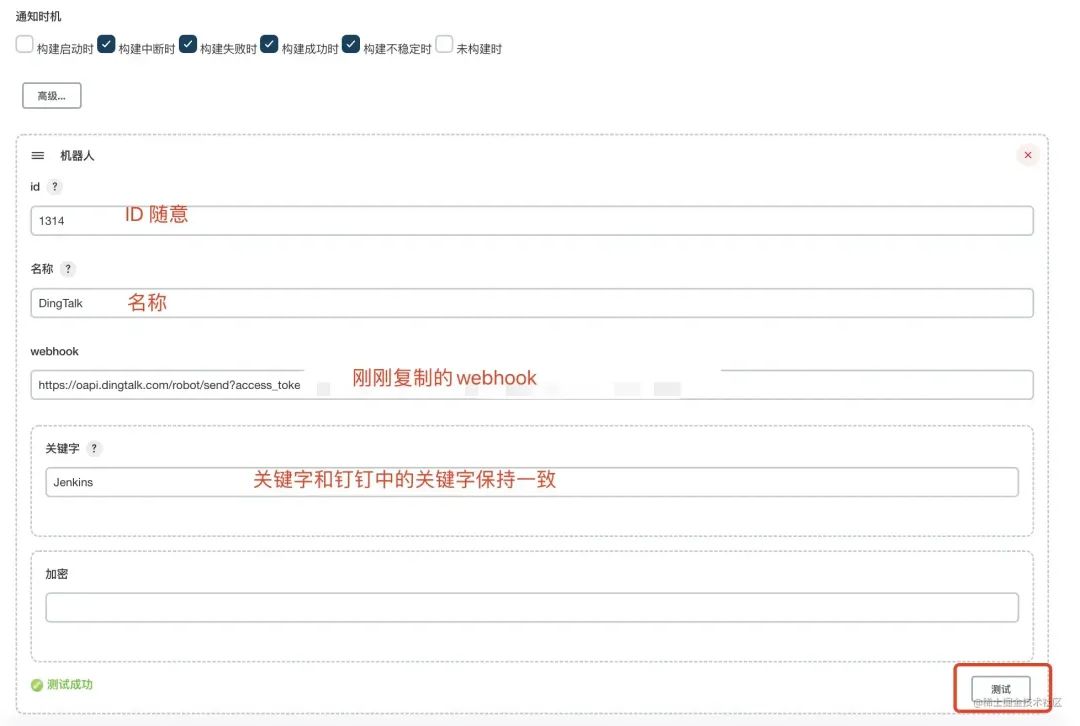 通知时机
构建启动时 构建中断时 构建失败时 构建成功时 构建不稳定时 未构建时
高级...
机器人
id ?
1314 ID 随意
名称 ?
DingTalk 名称
webhook
https://oapi.dingtalk.com/robot/send?access_toke 刚刚复制的 webhook
关键字 ?
Jenkins 关键字和钉钉中的关键字保持一致
加密
测试成功
测试
@稀土掘金技术社区